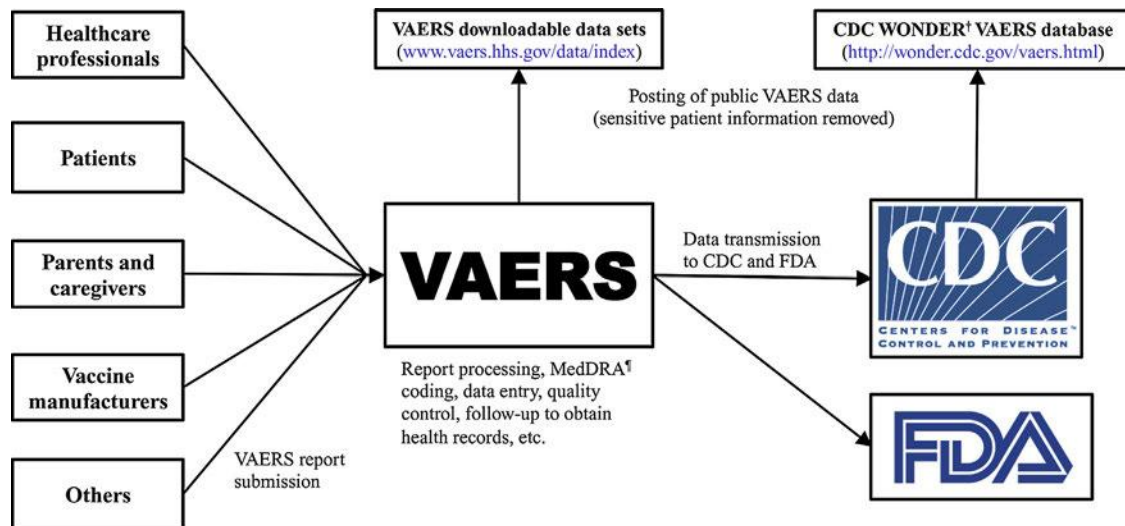 Healthcare
professionals
Patients
Parents and
caregivers
Vaccine
manufacturers
Others
VAERS report
submission
VAERS downloadable data sets
(www.vaers.hhs.gov/data/index)
VAERS
Report processing, MedDRA¶
coding, data entry, quality
control, follow-up to obtain
health records, etc.
Posting of public VAERS data
(sensitive patient information removed)
Data transmission
to CDC and FDA
CDC WONDER† VAERS database
(http://wonder.cdc.gov/vaers.html)
CDC
CENTERS FOR DISEASE™
CONTROL AND PREVENTION
FDA